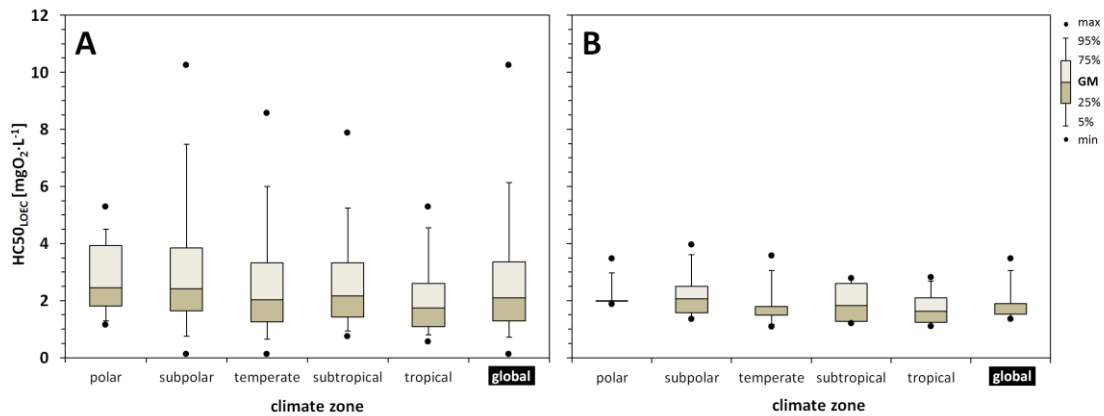 A
B
HC50LOEC [mgO₂·L⁻¹]
12
10
8
6
4
2
0
polar subpolar temperate subtropical tropical global
climate zone
polar subpolar temperate subtropical tropical global
climate zone
max
95%
75%
GM
25%
5%
min